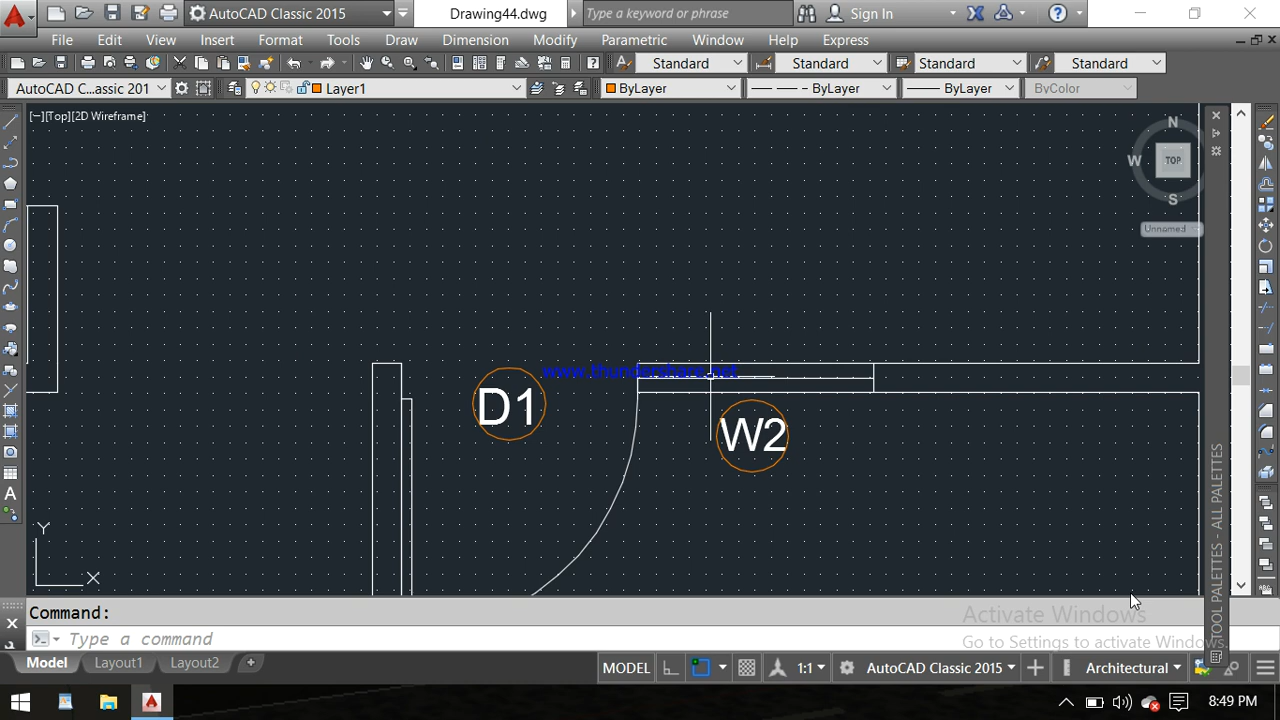 AutoCAD Classic 2015
Drawing44.dwg
Type a keyword or phrase
Sign In
File Edit View Insert Format Tools Draw Dimension Modify Parametric Window Help Express
Standard Standard Standard Standard
AutoCAD C...assic 201
Layer1
ByLayer ByLayer ByLayer ByColor
[−][Top][2D Wireframe]
N
W TOP
S
Unnamed
www.thundershare.net
D1
W2
Y
X
TOOL PALETTES - ALL PALETTES
Command:
Type a command
Activate Windows
Go to Settings to activate Windows.
Model Layout1 Layout2
MODEL 1:1 AutoCAD Classic 2015 Architectural
8:49 PM